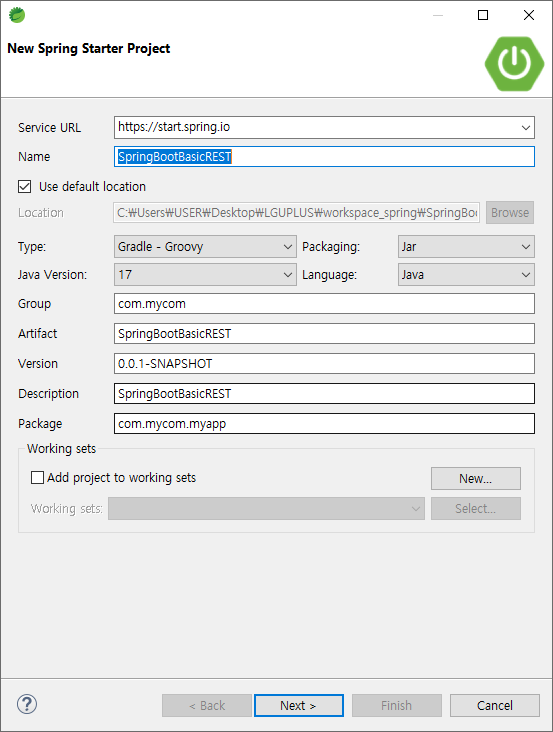 New Spring Starter Project
Service URL https://start.spring.io
Name SpringBootBasicREST
Use default location
Location C:₩Users₩USER₩Desktop₩LGUPLUS₩workspace_spring₩SpringBoo Browse
Type: Gradle - Groovy Packaging: Jar
Java Version: 17 Language: Java
Group com.mycom
Artifact SpringBootBasicREST
Version 0.0.1-SNAPSHOT
Description SpringBootBasicREST
Package com.mycom.myapp
Working sets
Add project to working sets New...
Working sets: Select...
? < Back Next > Finish Cancel